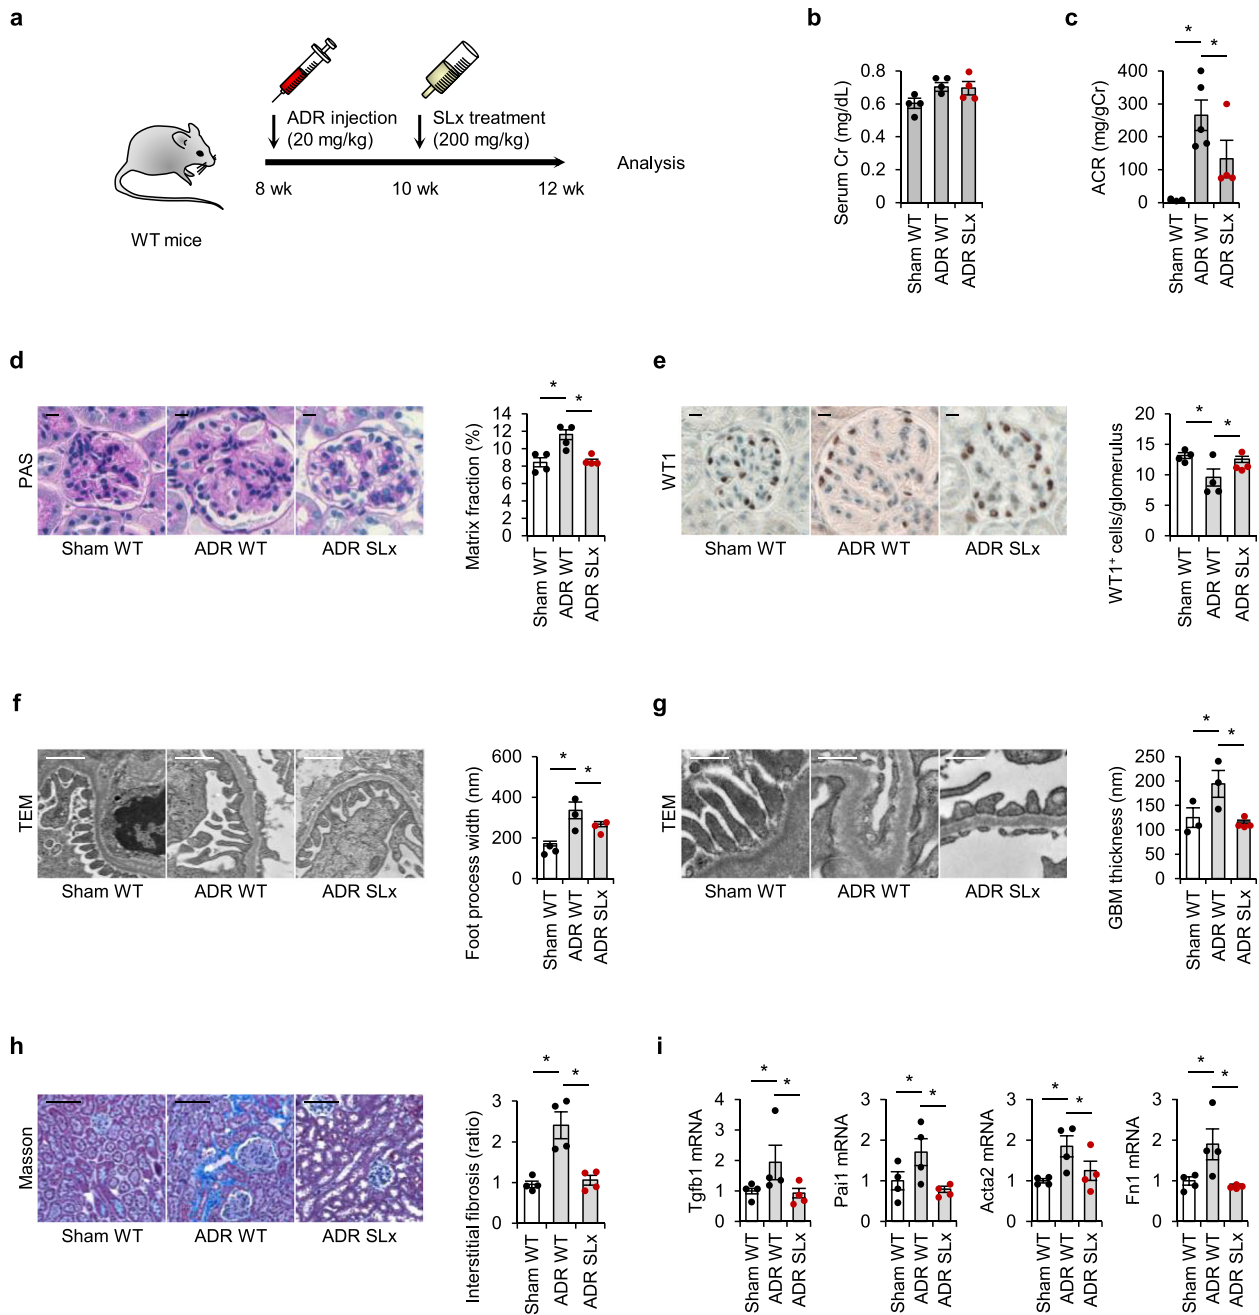 a
ADR injection
(20 mg/kg)
SLx treatment
(200 mg/kg)
8 wk
10 wk
12 wk
Analysis
WT mice
b
Serum Cr (mg/dL)
0.8
0.6
0.4
0.2
0
Sham WT
ADR WT
ADR SLx
c
ACR (mg/gCr)
400
300
200
100
0
*
*
Sham WT
ADR WT
ADR SLx
d
PAS
Sham WT
ADR WT
ADR SLx
Matrix fraction (%)
14
12
10
8
6
4
2
0
*
*
Sham WT
ADR WT
ADR SLx
e
WT1
Sham WT
ADR WT
ADR SLx
WT1⁺ cells/glomerulus
20
15
10
5
0
*
*
Sham WT
ADR WT
ADR SLx
f
TEM
Sham WT
ADR WT
ADR SLx
Foot process width (nm)
600
400
200
0
*
*
Sham WT
ADR WT
ADR SLx
g
TEM
Sham WT
ADR WT
ADR SLx
GBM thickness (nm)
250
200
150
100
50
0
*
*
Sham WT
ADR WT
ADR SLx
h
Masson
Sham WT
ADR WT
ADR SLx
Interstitial fibrosis (ratio)
3
2
1
0
*
*
Sham WT
ADR WT
ADR SLx
i
Tgfb1 mRNA
4
3
2
1
0
*
*
Sham WT
ADR WT
ADR SLx
Pai1 mRNA
3
2
1
0
*
*
Sham WT
ADR WT
ADR SLx
Acta2 mRNA
3
2
1
0
*
*
Sham WT
ADR WT
ADR SLx
Fn1 mRNA
3
2
1
0
*
*
Sham WT
ADR WT
ADR SLx